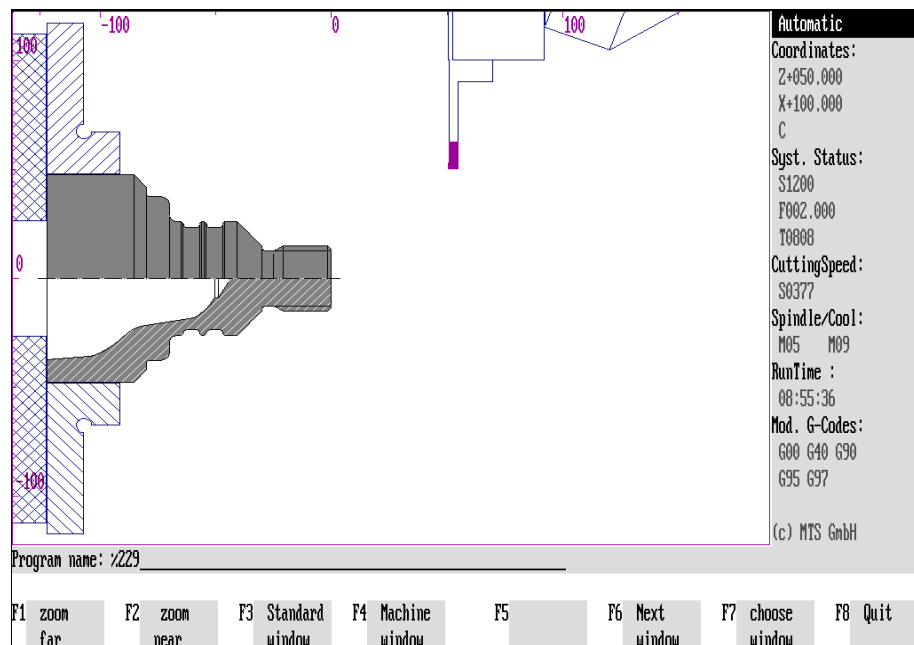 -100 0 100
100
0
-100
Automatic
Coordinates:
Z+050.000
X+100.000
C
Syst. Status:
S1200
F002.000
T0808
CuttingSpeed:
S0377
Spindle/Cool:
M05 M09
RunTime :
08:55:36
Mod. G-Codes:
G00 G40 G90
G95 G97
(c) MTS GmbH
Program name: %229
F1 zoom far
F2 zoom near
F3 Standard window
F4 Machine window
F5
F6 Next window
F7 choose window
F8 Quit